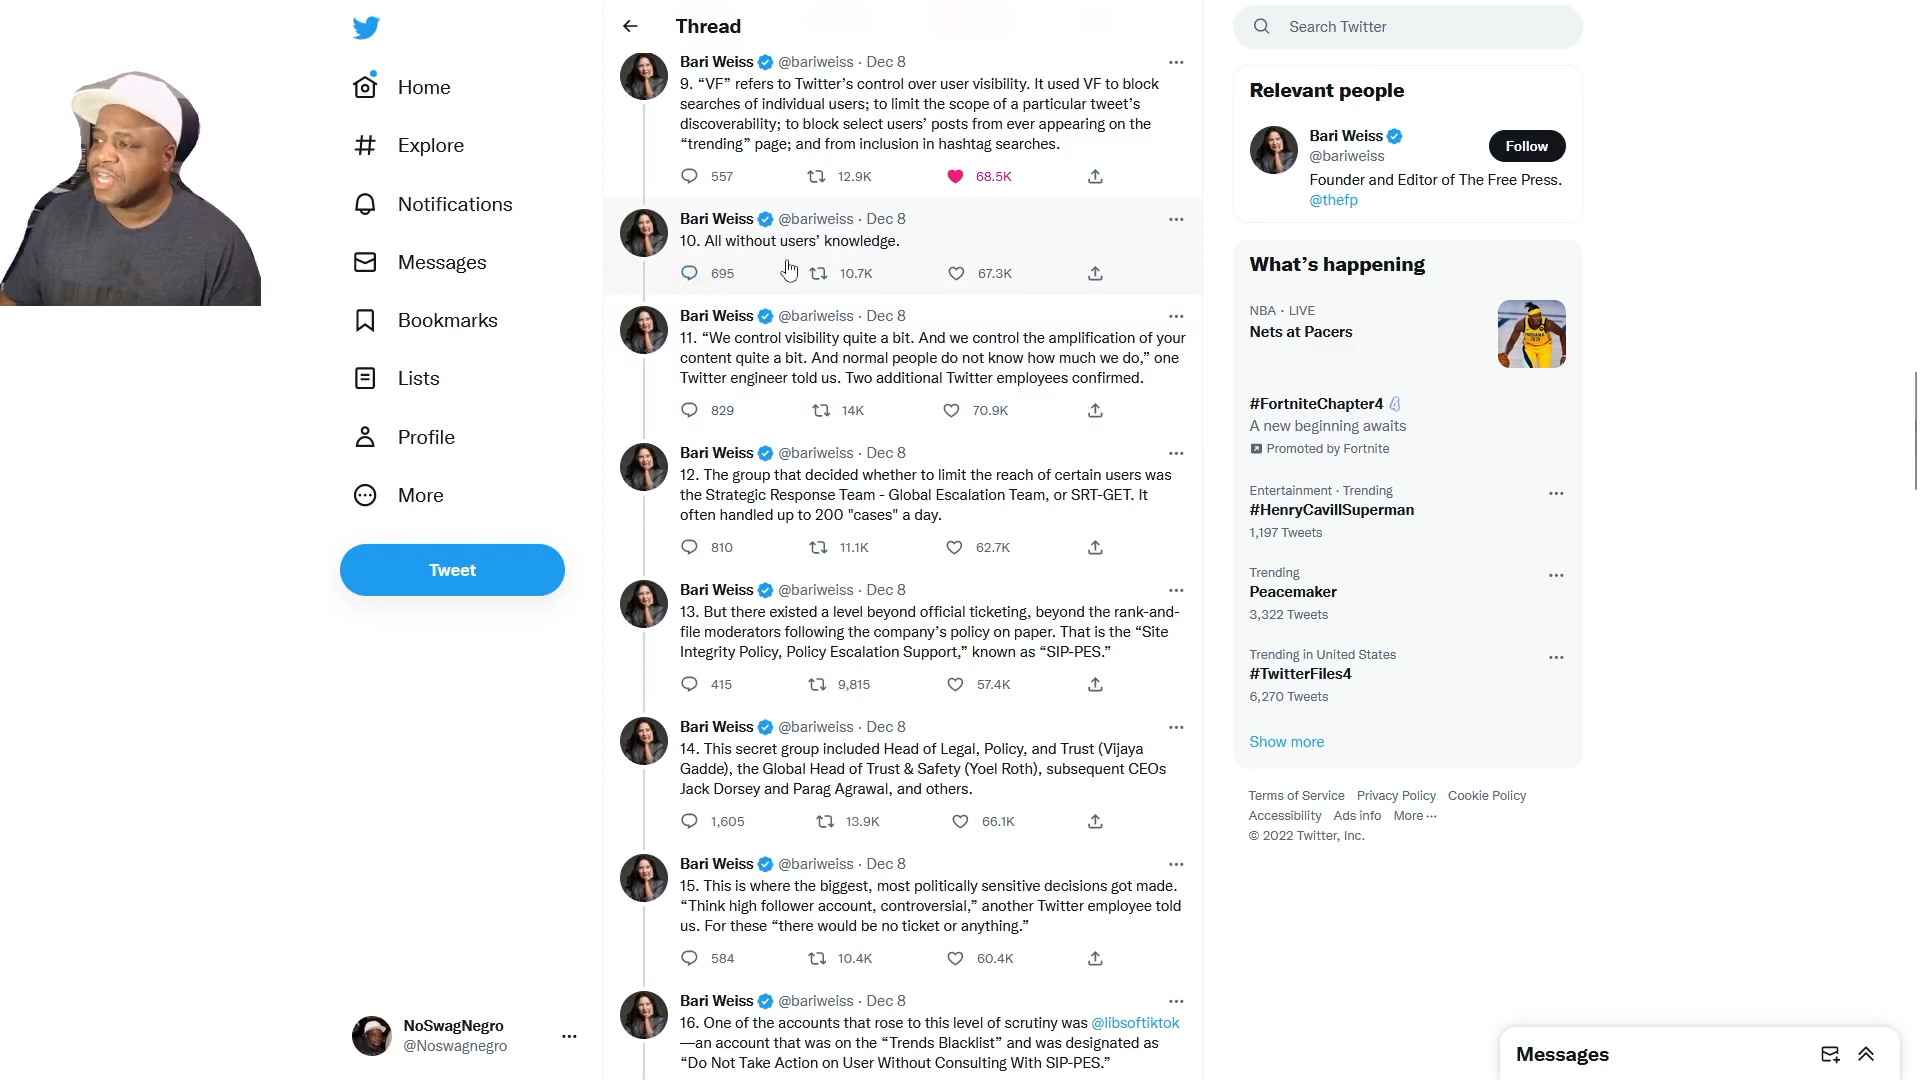 Home
Explore
Notifications
Messages
Bookmarks
Lists
Profile
More
Tweet
NoSwagNegro
@Noswagnegro
Thread
Bari Weiss @bariweiss · Dec 8
9. “VF” refers to Twitter’s control over user visibility. It used VF to block
searches of individual users; to limit the scope of a particular tweet’s
discoverability; to block select users’ posts from ever appearing on the
“trending” page; and from inclusion in hashtag searches.
557 12.9K 68.5K
Bari Weiss @bariweiss · Dec 8
10. All without users’ knowledge.
695 10.7K 67.3K
Bari Weiss @bariweiss · Dec 8
11. “We control visibility quite a bit. And we control the amplification of your
content quite a bit. And normal people do not know how much we do,” one
Twitter engineer told us. Two additional Twitter employees confirmed.
829 14K 70.9K
Bari Weiss @bariweiss · Dec 8
12. The group that decided whether to limit the reach of certain users was
the Strategic Response Team - Global Escalation Team, or SRT-GET. It
often handled up to 200 "cases" a day.
810 11.1K 62.7K
Bari Weiss @bariweiss · Dec 8
13. But there existed a level beyond official ticketing, beyond the rank-and-
file moderators following the company’s policy on paper. That is the “Site
Integrity Policy, Policy Escalation Support,” known as “SIP-PES.”
415 9,815 57.4K
Bari Weiss @bariweiss · Dec 8
14. This secret group included Head of Legal, Policy, and Trust (Vijaya
Gadde), the Global Head of Trust & Safety (Yoel Roth), subsequent CEOs
Jack Dorsey and Parag Agrawal, and others.
1,605 13.9K 66.1K
Bari Weiss @bariweiss · Dec 8
15. This is where the biggest, most politically sensitive decisions got made.
“Think high follower account, controversial,” another Twitter employee told
us. For these “there would be no ticket or anything.”
584 10.4K 60.4K
Bari Weiss @bariweiss · Dec 8
16. One of the accounts that rose to this level of scrutiny was @libsoftiktok
—an account that was on the “Trends Blacklist” and was designated as
“Do Not Take Action on User Without Consulting With SIP-PES.”
Search Twitter
Relevant people
Bari Weiss
@bariweiss
Follow
Founder and Editor of The Free Press.
@thefp
What’s happening
NBA · LIVE
Nets at Pacers
#FortniteChapter4
A new beginning awaits
Promoted by Fortnite
Entertainment · Trending
#HenryCavillSuperman
1,197 Tweets
Trending
Peacemaker
3,322 Tweets
Trending in United States
#TwitterFiles4
6,270 Tweets
Show more
Terms of Service Privacy Policy Cookie Policy
Accessibility Ads info More ···
© 2022 Twitter, Inc.
Messages